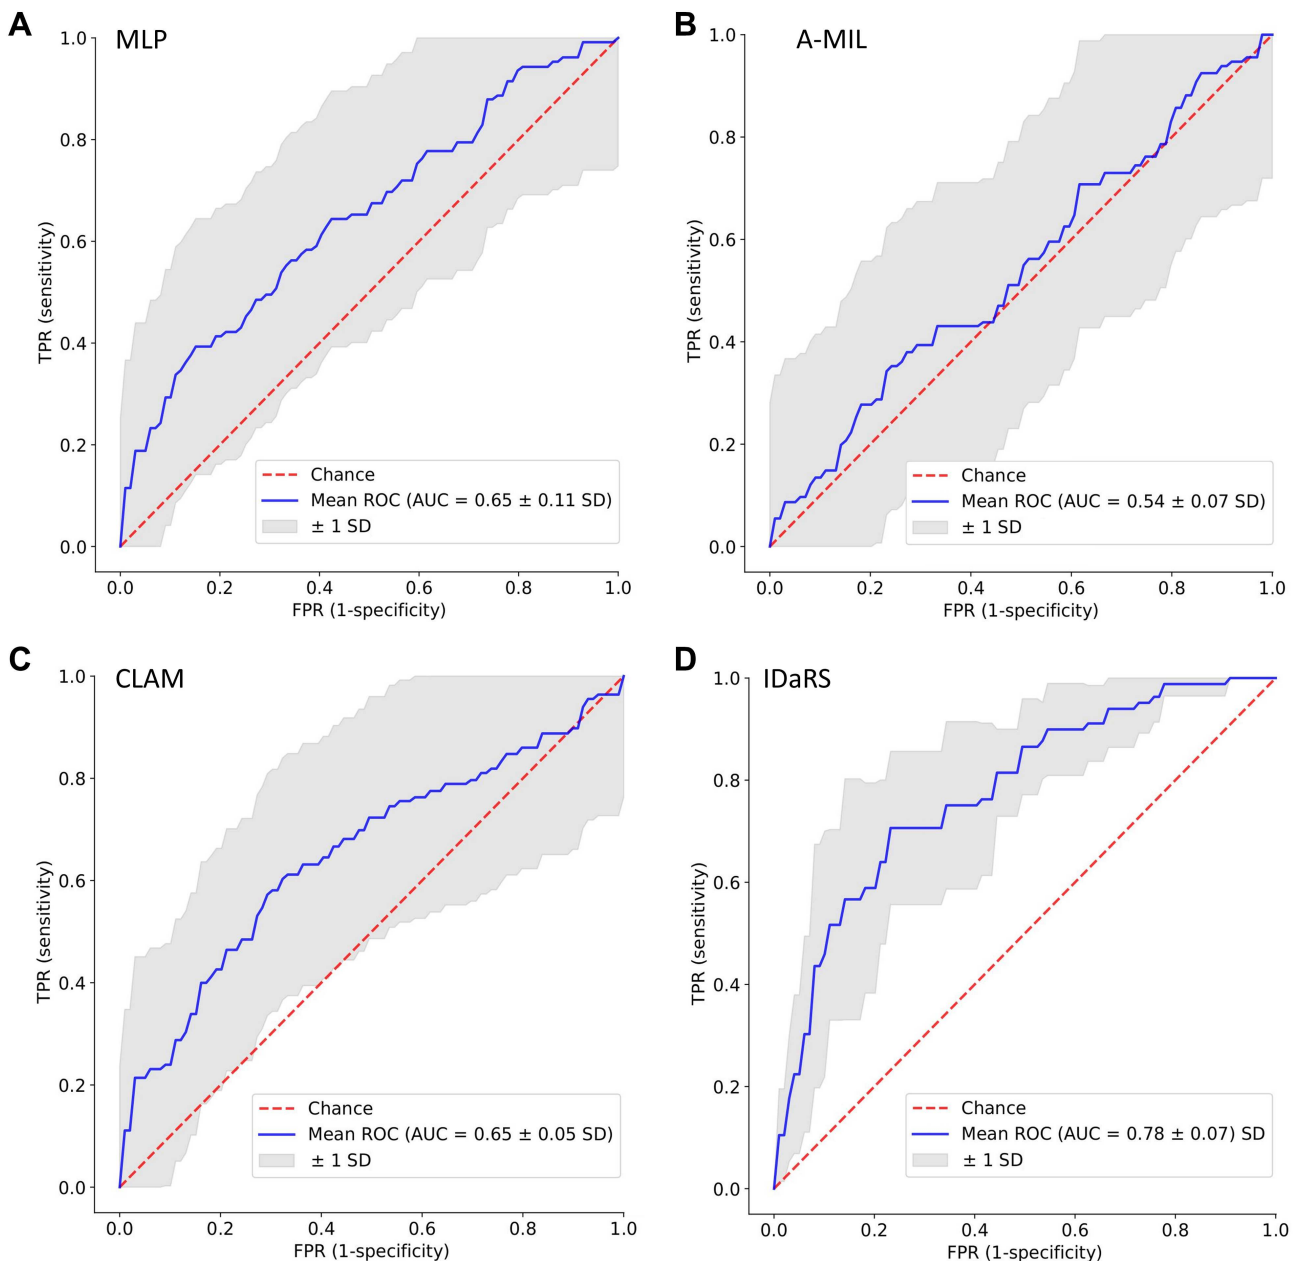 A
MLP
1.0
0.8
0.6
0.4
0.2
0.0
TPR (sensitivity)
Chance
Mean ROC (AUC = 0.65 ± 0.11 SD)
± 1 SD
0.0 0.2 0.4 0.6 0.8 1.0
FPR (1-specificity)
B
A-MIL
1.0
0.8
0.6
0.4
0.2
0.0
TPR (sensitivity)
Chance
Mean ROC (AUC = 0.54 ± 0.07 SD)
± 1 SD
0.0 0.2 0.4 0.6 0.8 1.0
FPR (1-specificity)
C
CLAM
1.0
0.8
0.6
0.4
0.2
0.0
TPR (sensitivity)
Chance
Mean ROC (AUC = 0.65 ± 0.05 SD)
± 1 SD
0.0 0.2 0.4 0.6 0.8 1.0
FPR (1-specificity)
D
IDaRS
1.0
0.8
0.6
0.4
0.2
0.0
TPR (sensitivity)
Chance
Mean ROC (AUC = 0.78 ± 0.07) SD
± 1 SD
0.0 0.2 0.4 0.6 0.8 1.0
FPR (1-specificity)